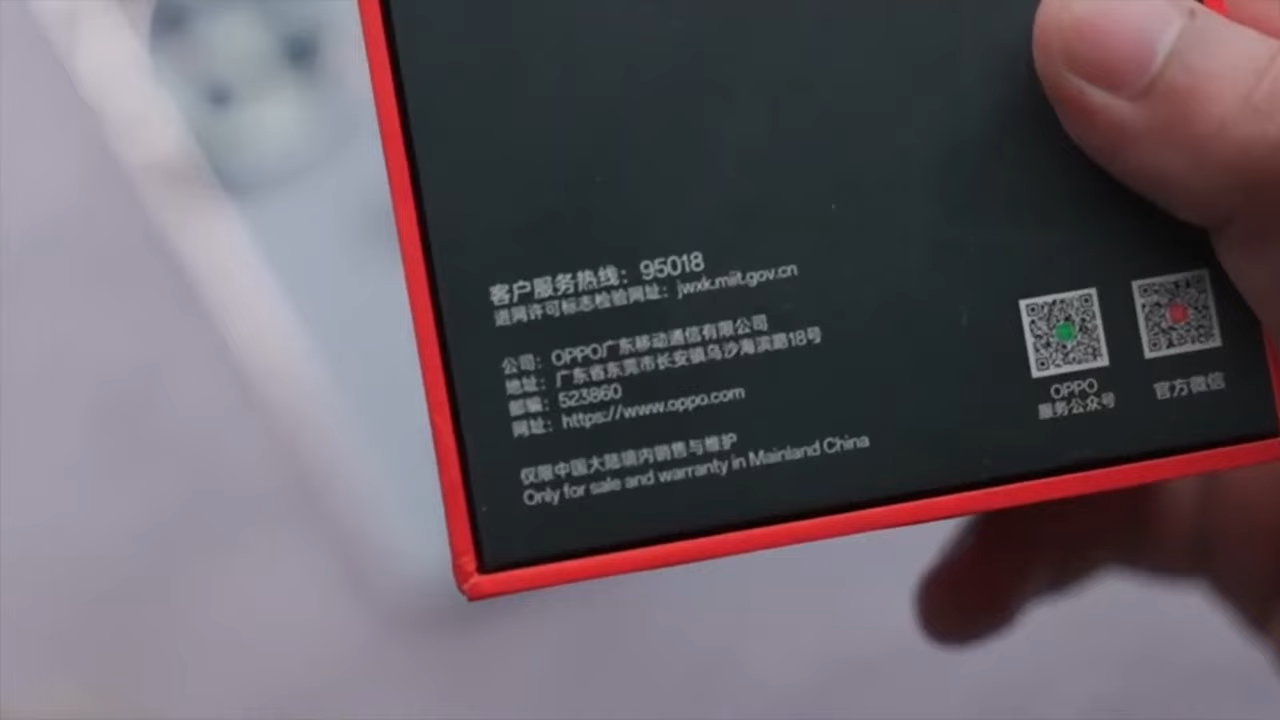 客户服务热线：95018
进网许可标志检验网址：jwxk.miit.gov.cn
公司：OPPO广东移动通信有限公司
地址：广东省东莞市长安镇乌沙海滨路18号
邮编：523860
网址：https://www.oppo.com
仅限中国大陆境内销售与维护
Only for sale and warranty in Mainland China
OPPO
服务公众号
官方微信